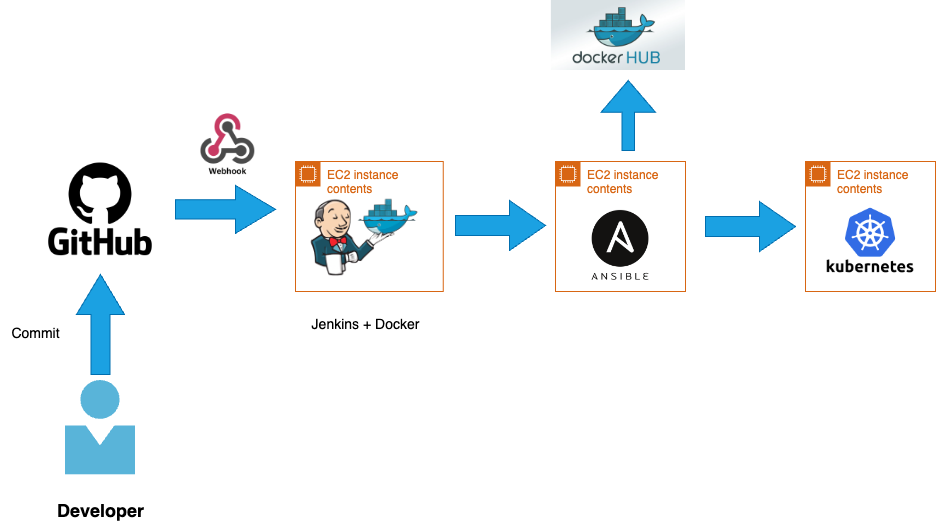 docker HUB
Webhook
EC2 instance
contents
EC2 instance
contents
EC2 instance
contents
GitHub
ANSIBLE
kubernetes
Jenkins + Docker
Commit
Developer